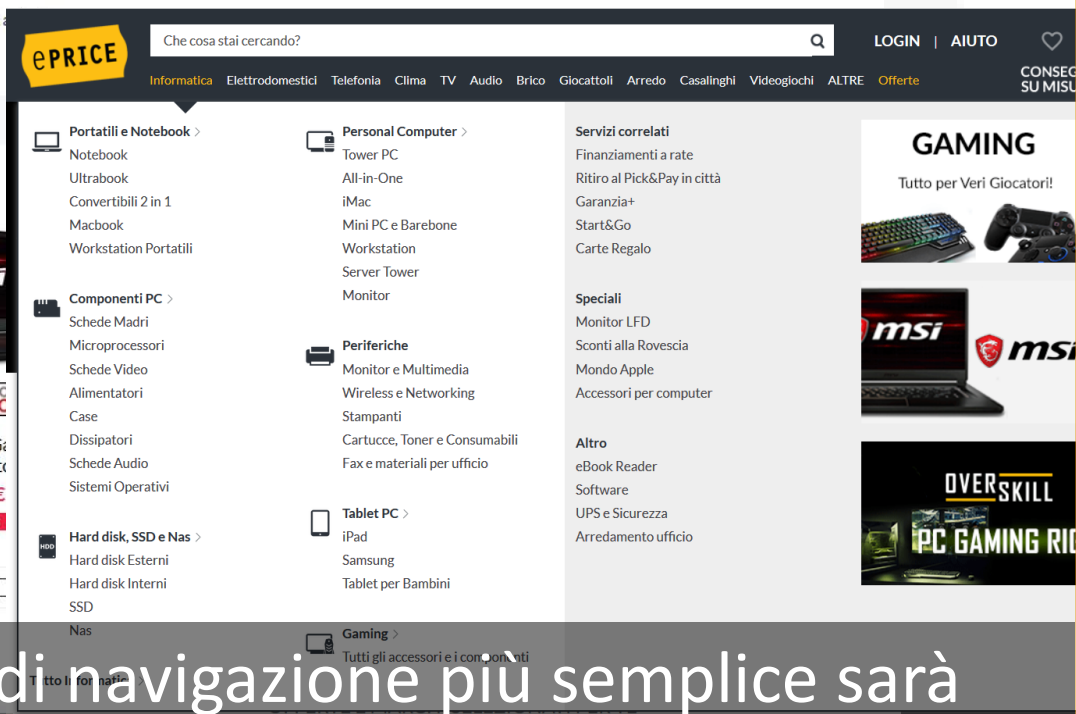 ePRICE
Che cosa stai cercando?
LOGIN | AIUTO
Informatica Elettrodomestici Telefonia Clima TV Audio Brico Giocattoli Arredo Casalinghi Videogiochi ALTRE Offerte
CONSEG
SU MISU
Portatili e Notebook >
Notebook
Ultrabook
Convertibili 2 in 1
Macbook
Workstation Portatili
Componenti PC >
Schede Madri
Microprocessori
Schede Video
Alimentatori
Case
Dissipatori
Schede Audio
Sistemi Operativi
HDD
Hard disk, SSD e Nas >
Hard disk Esterni
Hard disk Interni
SSD
Nas
Personal Computer >
Tower PC
All-in-One
iMac
Mini PC e Barebone
Workstation
Server Tower
Monitor
Periferiche
Monitor e Multimedia
Wireless e Networking
Stampanti
Cartucce, Toner e Consumabili
Fax e materiali per ufficio
Tablet PC >
iPad
Samsung
Tablet per Bambini
Gaming >
Tutti gli accessori e i componenti
Servizi correlati
Finanziamenti a rate
Ritiro al Pick&Pay in città
Garanzia+
Start&Go
Carte Regalo
Speciali
Monitor LFD
Sconti alla Rovescia
Mondo Apple
Accessori per computer
Altro
eBook Reader
Software
UPS e Sicurezza
Arredamento ufficio
GAMING
Tutto per Veri Giocatori!
msi
msi
OVERSKILL
PC GAMING RIG
Tutto Informatica
di navigazione più semplice sarà